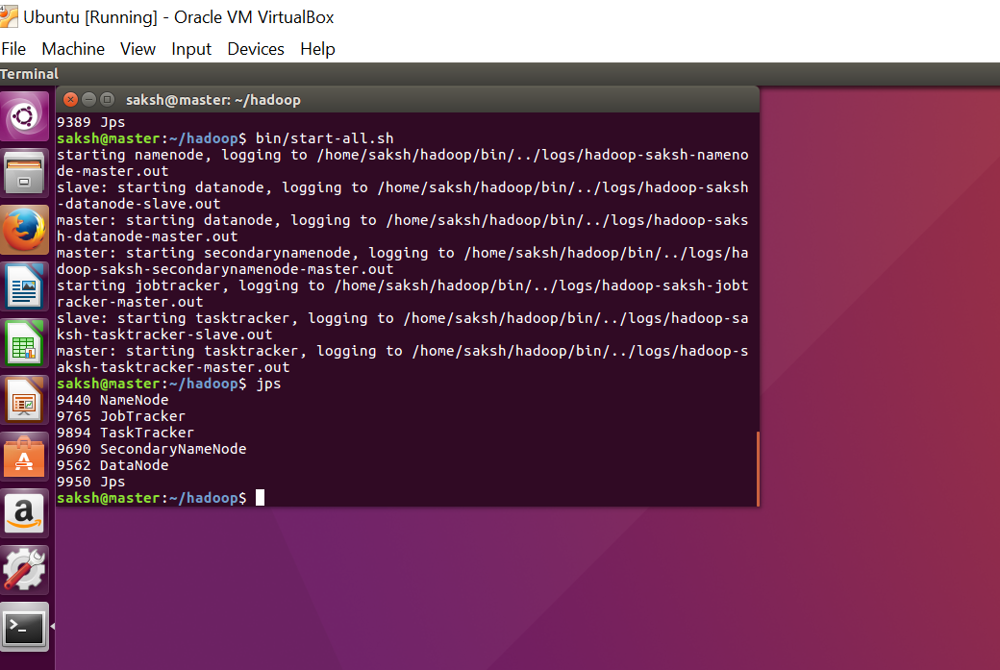 Ubuntu [Running] - Oracle VM VirtualBox
File Machine View Input Devices Help
Terminal
saksh@master: ~/hadoop
9389 Jps
saksh@master:~/hadoop$ bin/start-all.sh
starting namenode, logging to /home/saksh/hadoop/bin/../logs/hadoop-saksh-nameno
de-master.out
slave: starting datanode, logging to /home/saksh/hadoop/bin/../logs/hadoop-saksh
-datanode-slave.out
master: starting datanode, logging to /home/saksh/hadoop/bin/../logs/hadoop-saks
h-datanode-master.out
master: starting secondarynamenode, logging to /home/saksh/hadoop/bin/../logs/ha
doop-saksh-secondarynamenode-master.out
starting jobtracker, logging to /home/saksh/hadoop/bin/../logs/hadoop-saksh-jobt
racker-master.out
slave: starting tasktracker, logging to /home/saksh/hadoop/bin/../logs/hadoop-sa
ksh-tasktracker-slave.out
master: starting tasktracker, logging to /home/saksh/hadoop/bin/../logs/hadoop-s
aksh-tasktracker-master.out
saksh@master:~/hadoop$ jps
9440 NameNode
9765 JobTracker
9894 TaskTracker
9690 SecondaryNameNode
9562 DataNode
9950 Jps
saksh@master:~/hadoop$